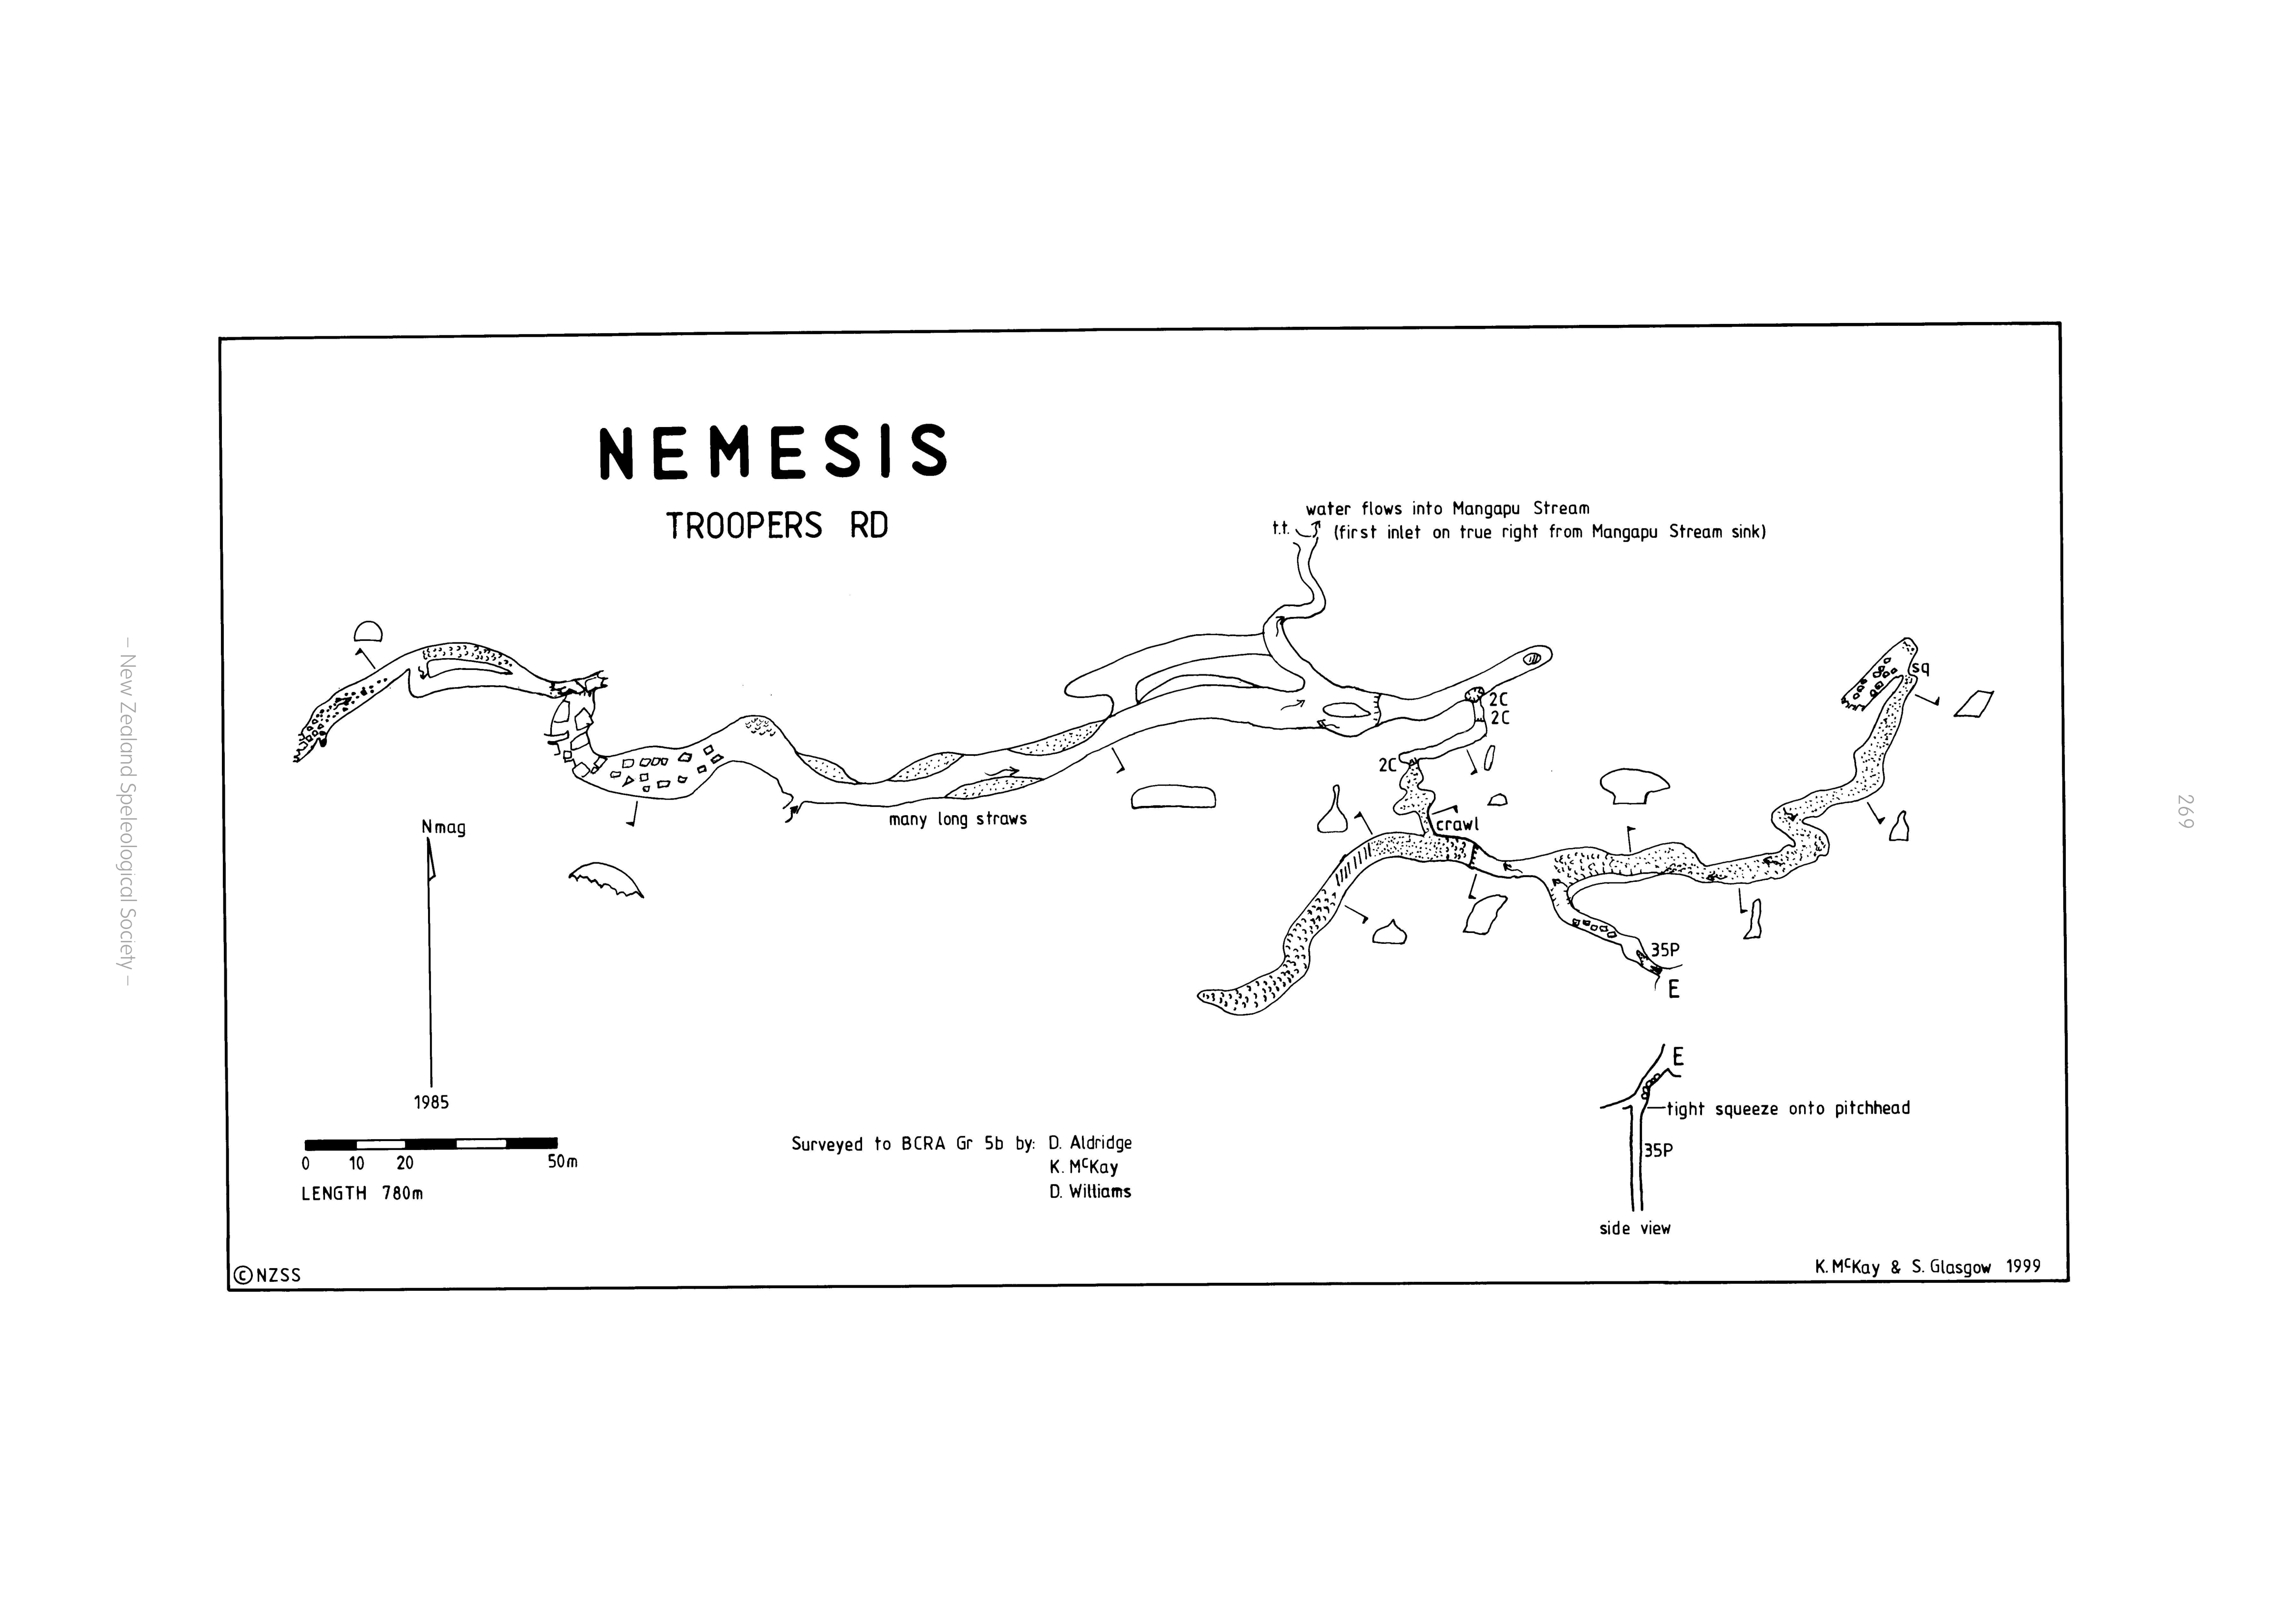 NEMESIS
TROOPERS RD
water flows into Mangapu Stream
t.t. (first inlet on true right from Mangapu Stream sink)
sq
2C
2C
2C
crawl
many long straws
Nmag
35P
E
1985
E
tight squeeze onto pitchhead
35P
side view
0 10 20 50m
LENGTH 780m
Surveyed to BCRA Gr 5b by: D. Aldridge
K. McKay
D. Williams
©NZSS
K. McKay & S. Glasgow 1999
– New Zealand Speleological Society –
269